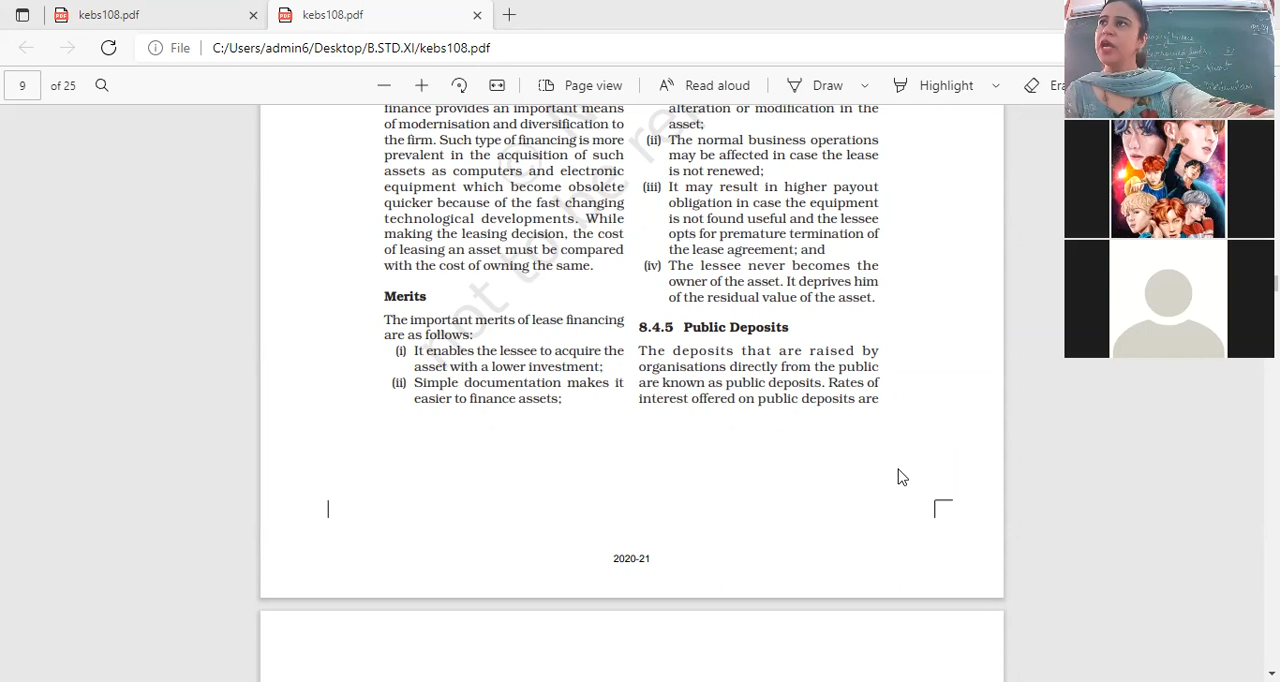 kebs108.pdf
kebs108.pdf
File
C:/Users/admin6/Desktop/B.STD.XI/kebs108.pdf
9
of 25
Page view
Read aloud
Draw
Highlight
finance provides an important means
of modernisation and diversification to
the firm. Such type of financing is more
prevalent in the acquisition of such
assets as computers and electronic
equipment which become obsolete
quicker because of the fast changing
technological developments. While
making the leasing decision, the cost
of leasing an asset must be compared
with the cost of owning the same.
Merits
The important merits of lease financing
are as follows:
(i) It enables the lessee to acquire the
asset with a lower investment;
(ii) Simple documentation makes it
easier to finance assets;
alteration or modification in the
asset;
(ii) The normal business operations
may be affected in case the lease
is not renewed;
(iii) It may result in higher payout
obligation in case the equipment
is not found useful and the lessee
opts for premature termination of
the lease agreement; and
(iv) The lessee never becomes the
owner of the asset. It deprives him
of the residual value of the asset.
8.4.5 Public Deposits
The deposits that are raised by
organisations directly from the public
are known as public deposits. Rates of
interest offered on public deposits are
not to be re
2020-21